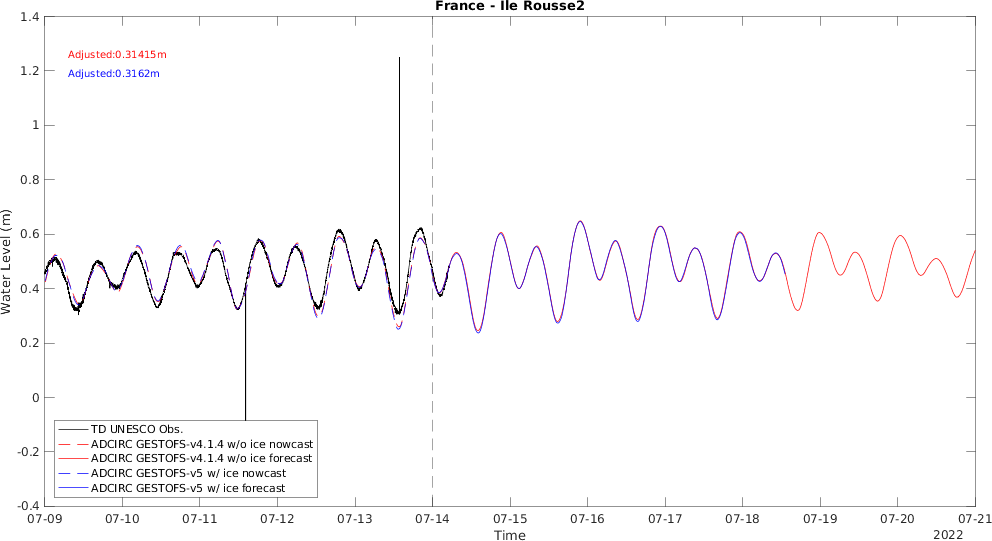 France - Ile Rousse2
1.4
1.2
1
0.8
0.6
0.4
0.2
0
-0.2
-0.4
Water Level (m)
Adjusted:0.31415m
Adjusted:0.3162m
TD UNESCO Obs.
ADCIRC GESTOFS-v4.1.4 w/o ice nowcast
ADCIRC GESTOFS-v4.1.4 w/o ice forecast
ADCIRC GESTOFS-v5 w/ ice nowcast
ADCIRC GESTOFS-v5 w/ ice forecast
07-09 07-10 07-11 07-12 07-13 07-14 07-15 07-16 07-17 07-18 07-19 07-20 07-21
Time
2022